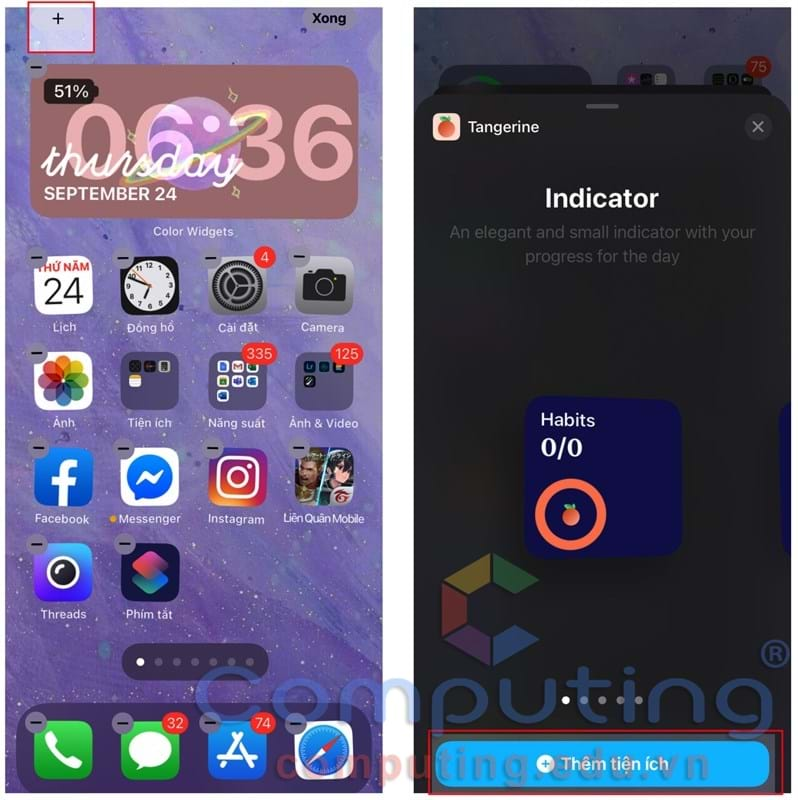 +
Xong
51%
06:36
thursday
SEPTEMBER 24
Color Widgets
THỨ NĂM
24
4
Lịch
Đồng hồ
Cài đặt
Camera
335
125
Ảnh
Tiện ích
Năng suất
Ảnh & Video
Facebook
Messenger
Instagram
Liên Quân Mobile
Threads
Phím tắt
32
74
75
Tangerine
Indicator
An elegant and small indicator with your
progress for the day
Habits
0/0
Computing®
Thêm tiện ích
computing.edu.vn